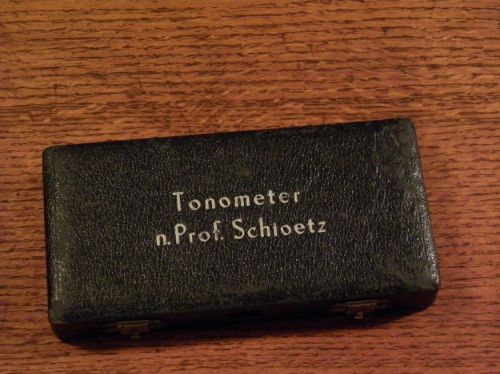 Tonometer
n. Prof. Schioetz